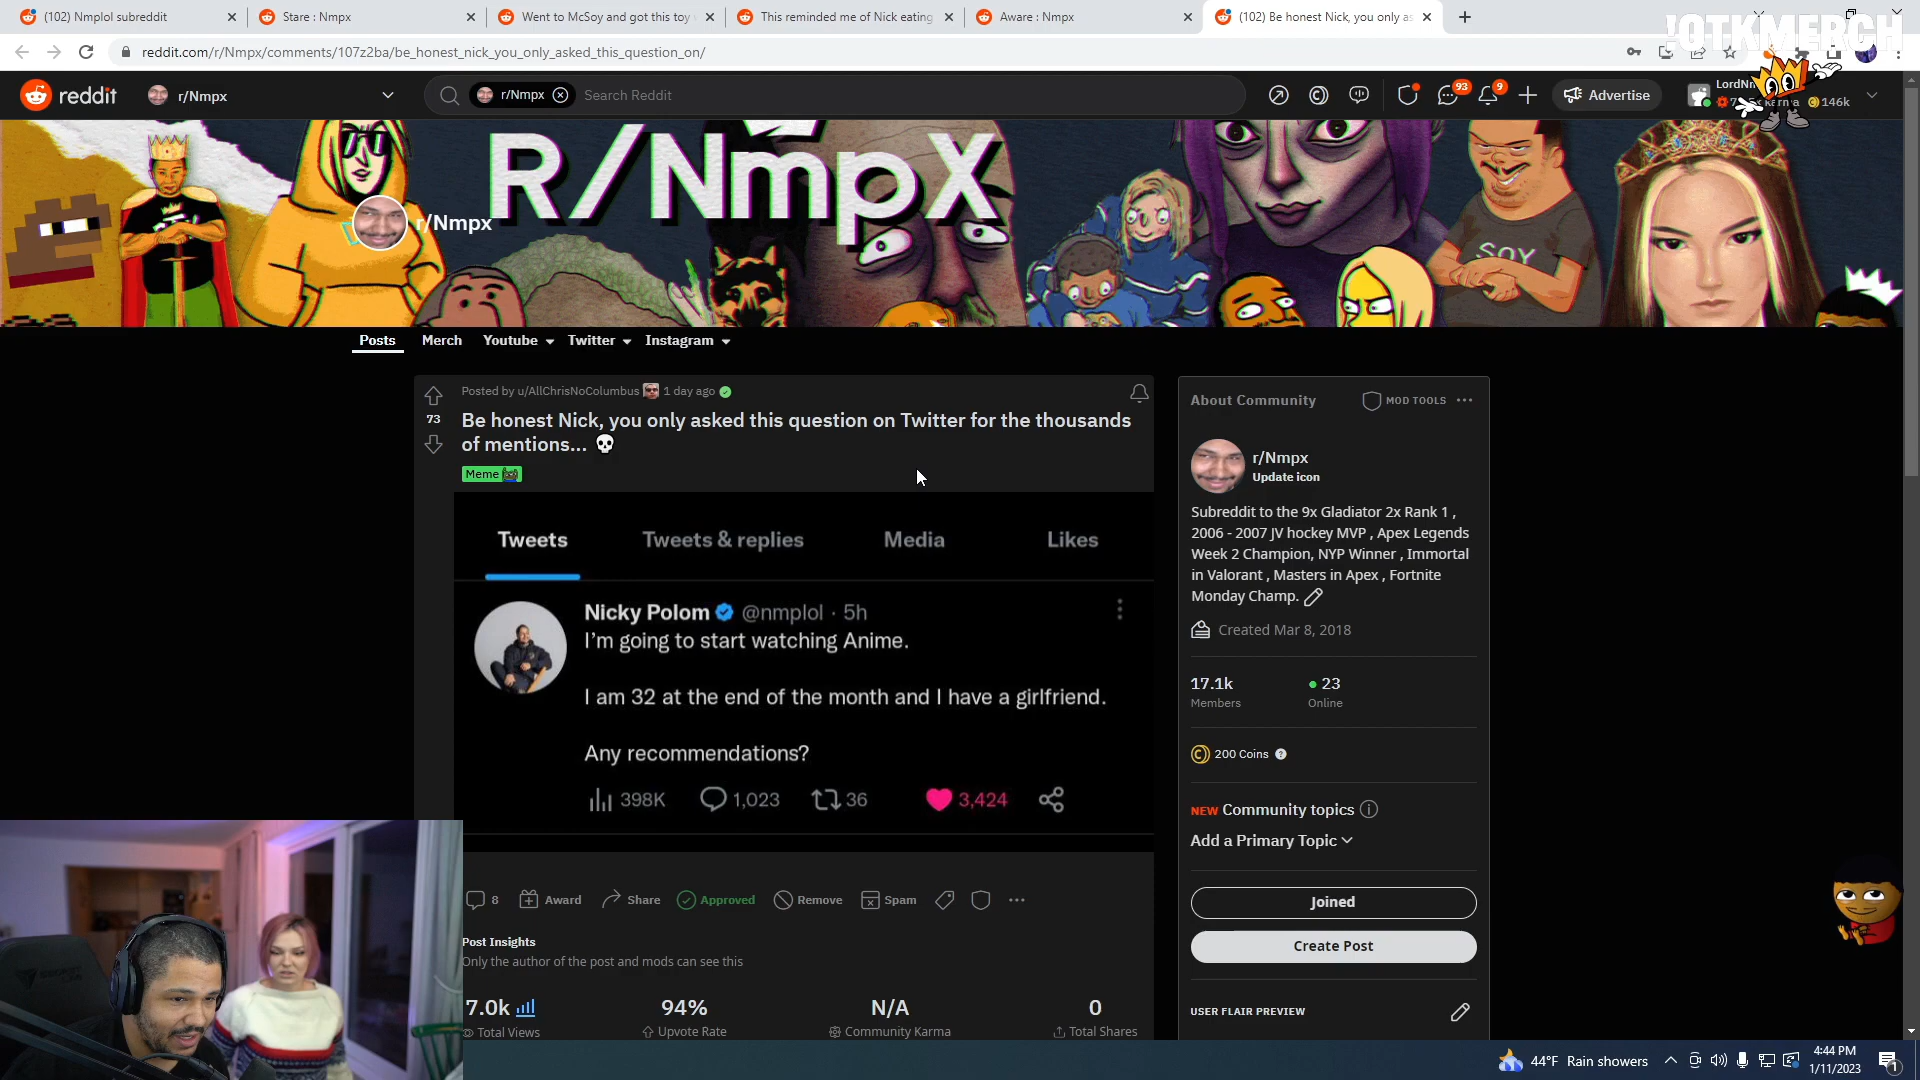 (102) Nmplol subreddit
Stare : Nmpx
Went to McSoy and got this toy
This reminded me of Nick eating
Aware : Nmpx
(102) Be honest Nick, you only as
!OTKMERCH
reddit.com/r/Nmpx/comments/107z2ba/be_honest_nick_you_only_asked_this_question_on/
reddit
r/Nmpx
r/Nmpx
Search Reddit
93
9
Advertise
146k
R/NmpX
SOY
r/Nmpx
Posts
Merch
Youtube
Twitter
Instagram
Posted by u/AllChrisNoColumbus 1 day ago
73
Be honest Nick, you only asked this question on Twitter for the thousands
of mentions... 💀
Meme
Tweets
Tweets & replies
Media
Likes
Nicky Polom @nmplol · 5h
I'm going to start watching Anime.
I am 32 at the end of the month and I have a girlfriend.
Any recommendations?
398K
1,023
36
3,424
8
Award
Share
Approved
Remove
Spam
Post Insights
Only the author of the post and mods can see this
7.0k
94%
N/A
0
Total Views
Upvote Rate
Community Karma
Total Shares
About Community
MOD TOOLS
r/Nmpx
Update icon
Subreddit to the 9x Gladiator 2x Rank 1 ,
2006 - 2007 JV hockey MVP , Apex Legends
Week 2 Champion, NYP Winner , Immortal
in Valorant , Masters in Apex , Fortnite
Monday Champ.
Created Mar 8, 2018
17.1k
23
Members
Online
200 Coins
NEW Community topics
Add a Primary Topic
Joined
Create Post
USER FLAIR PREVIEW
44°F Rain showers
4:44 PM
1/11/2023
1